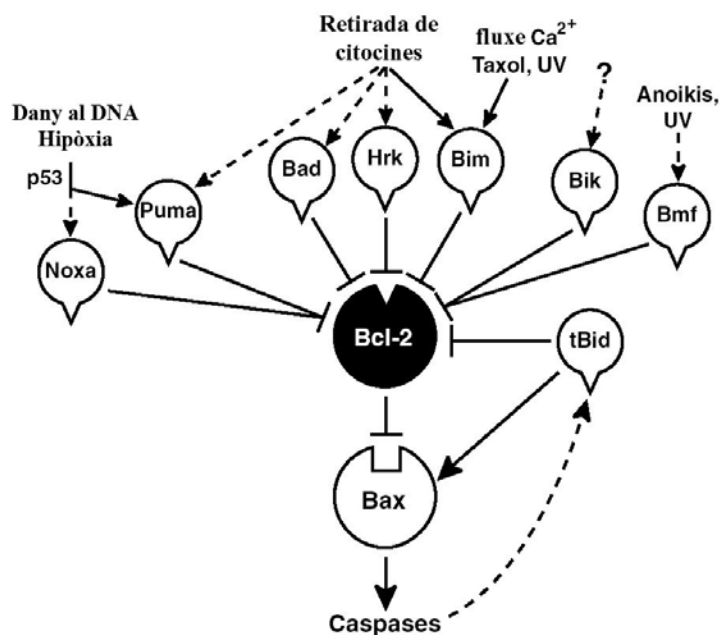 Retirada de
citocines
fluxe Ca²⁺
Taxol, UV
?
Anoikis,
UV
Dany al DNA
Hipòxia
p53
Puma
Noxa
Bad
Hrk
Bim
Bik
Bmf
Bcl-2
tBid
Bax
Caspases